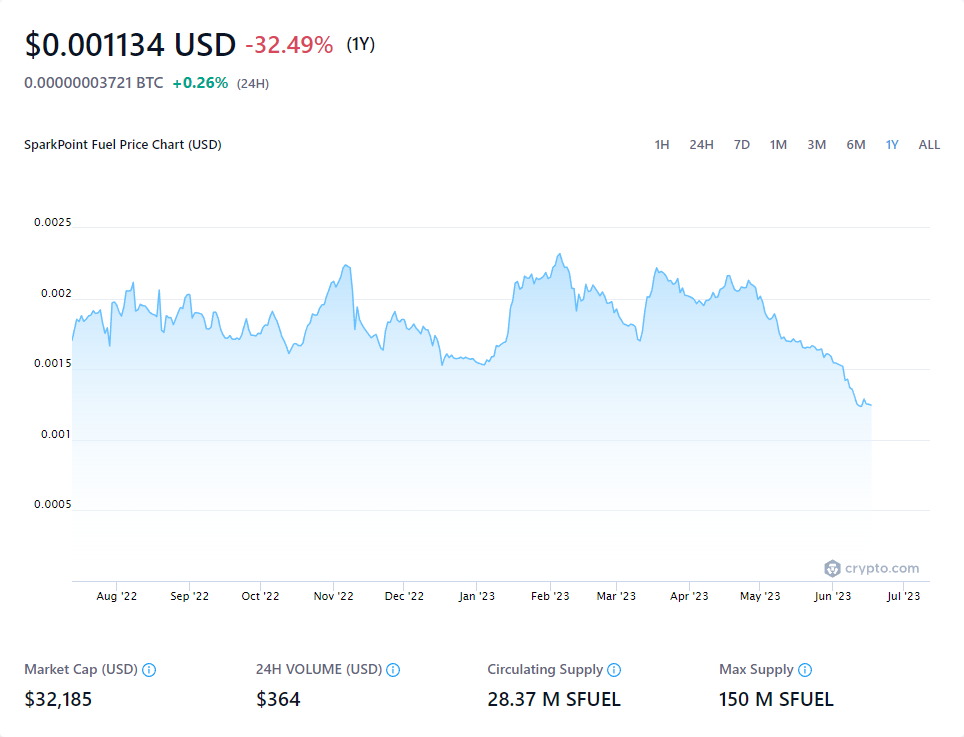 $0.001134 USD -32.49% (1Y)
0.00000003721 BTC +0.26% (24H)
SparkPoint Fuel Price Chart (USD) 1H 24H 7D 1M 3M 6M 1Y ALL
0.0025
0.002
0.0015
0.001
0.0005
crypto.com
Aug '22 Sep '22 Oct '22 Nov '22 Dec '22 Jan '23 Feb '23 Mar '23 Apr '23 May '23 Jun '23 Jul '23
Market Cap (USD) 24H VOLUME (USD) Circulating Supply Max Supply
$32,185 $364 28.37 M SFUEL 150 M SFUEL